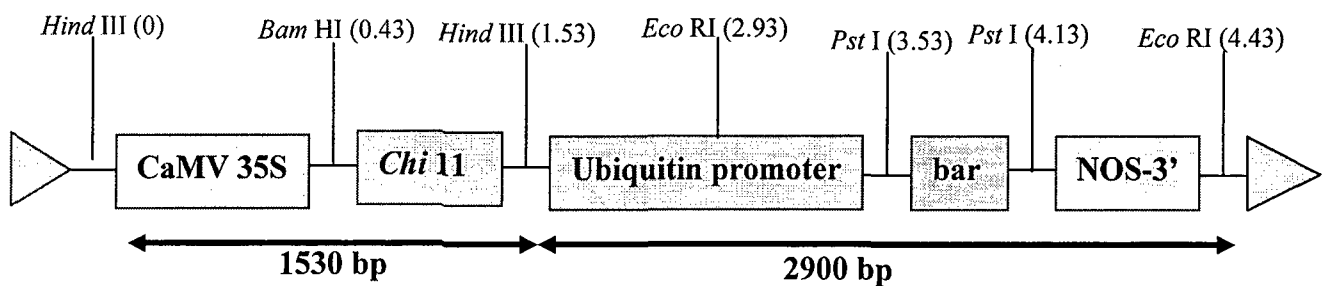 Hind III (0) Bam HI (0.43) Hind III (1.53) Eco RI (2.93) Pst I (3.53) Pst I (4.13) Eco RI (4.43)
CaMV 35S Chi 11 Ubiquitin promoter bar NOS-3'
1530 bp 2900 bp